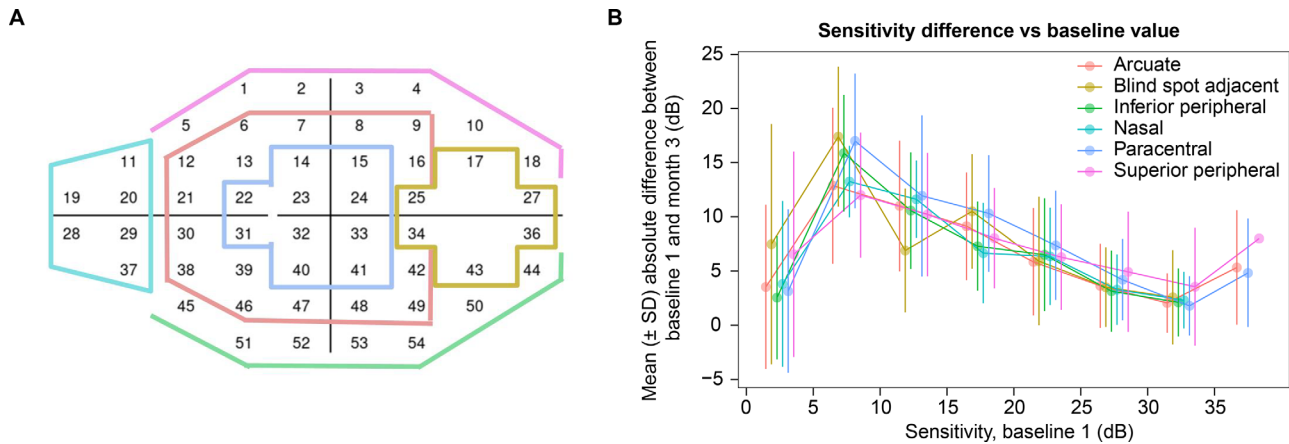 A
1 2 3 4
5 6 7 8 9 10
11 12 13 14 15 16 17 18
19 20 21 22 23 24 25 27
28 29 30 31 32 33 34 36
37 38 39 40 41 42 43 44
45 46 47 48 49 50
51 52 53 54
B
Sensitivity difference vs baseline value
Mean (± SD) absolute difference between
baseline 1 and month 3 (dB)
25
20
15
10
5
0
−5
Arcuate
Blind spot adjacent
Inferior peripheral
Nasal
Paracentral
Superior peripheral
0 5 10 15 20 25 30 35
Sensitivity, baseline 1 (dB)